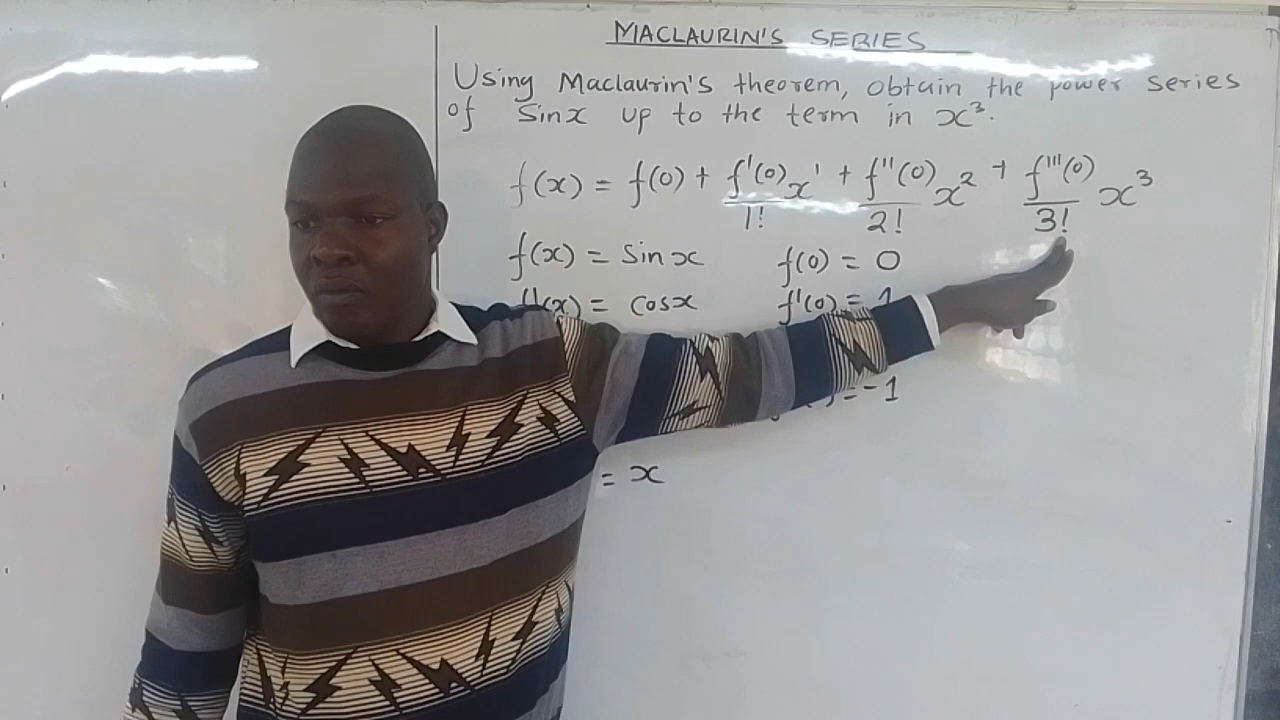 MACLAURIN'S SERIES
Using Maclaurin's theorem, obtain the power series
of sinx up to the term in x³.
f(x) = f(0) + f'(0)/1! x¹ + f''(0)/2! x² + f'''(0)/3! x³
f(x) = sinx f(0) = 0
f'(x) = cosx f'(0) = 1
= -1
= x